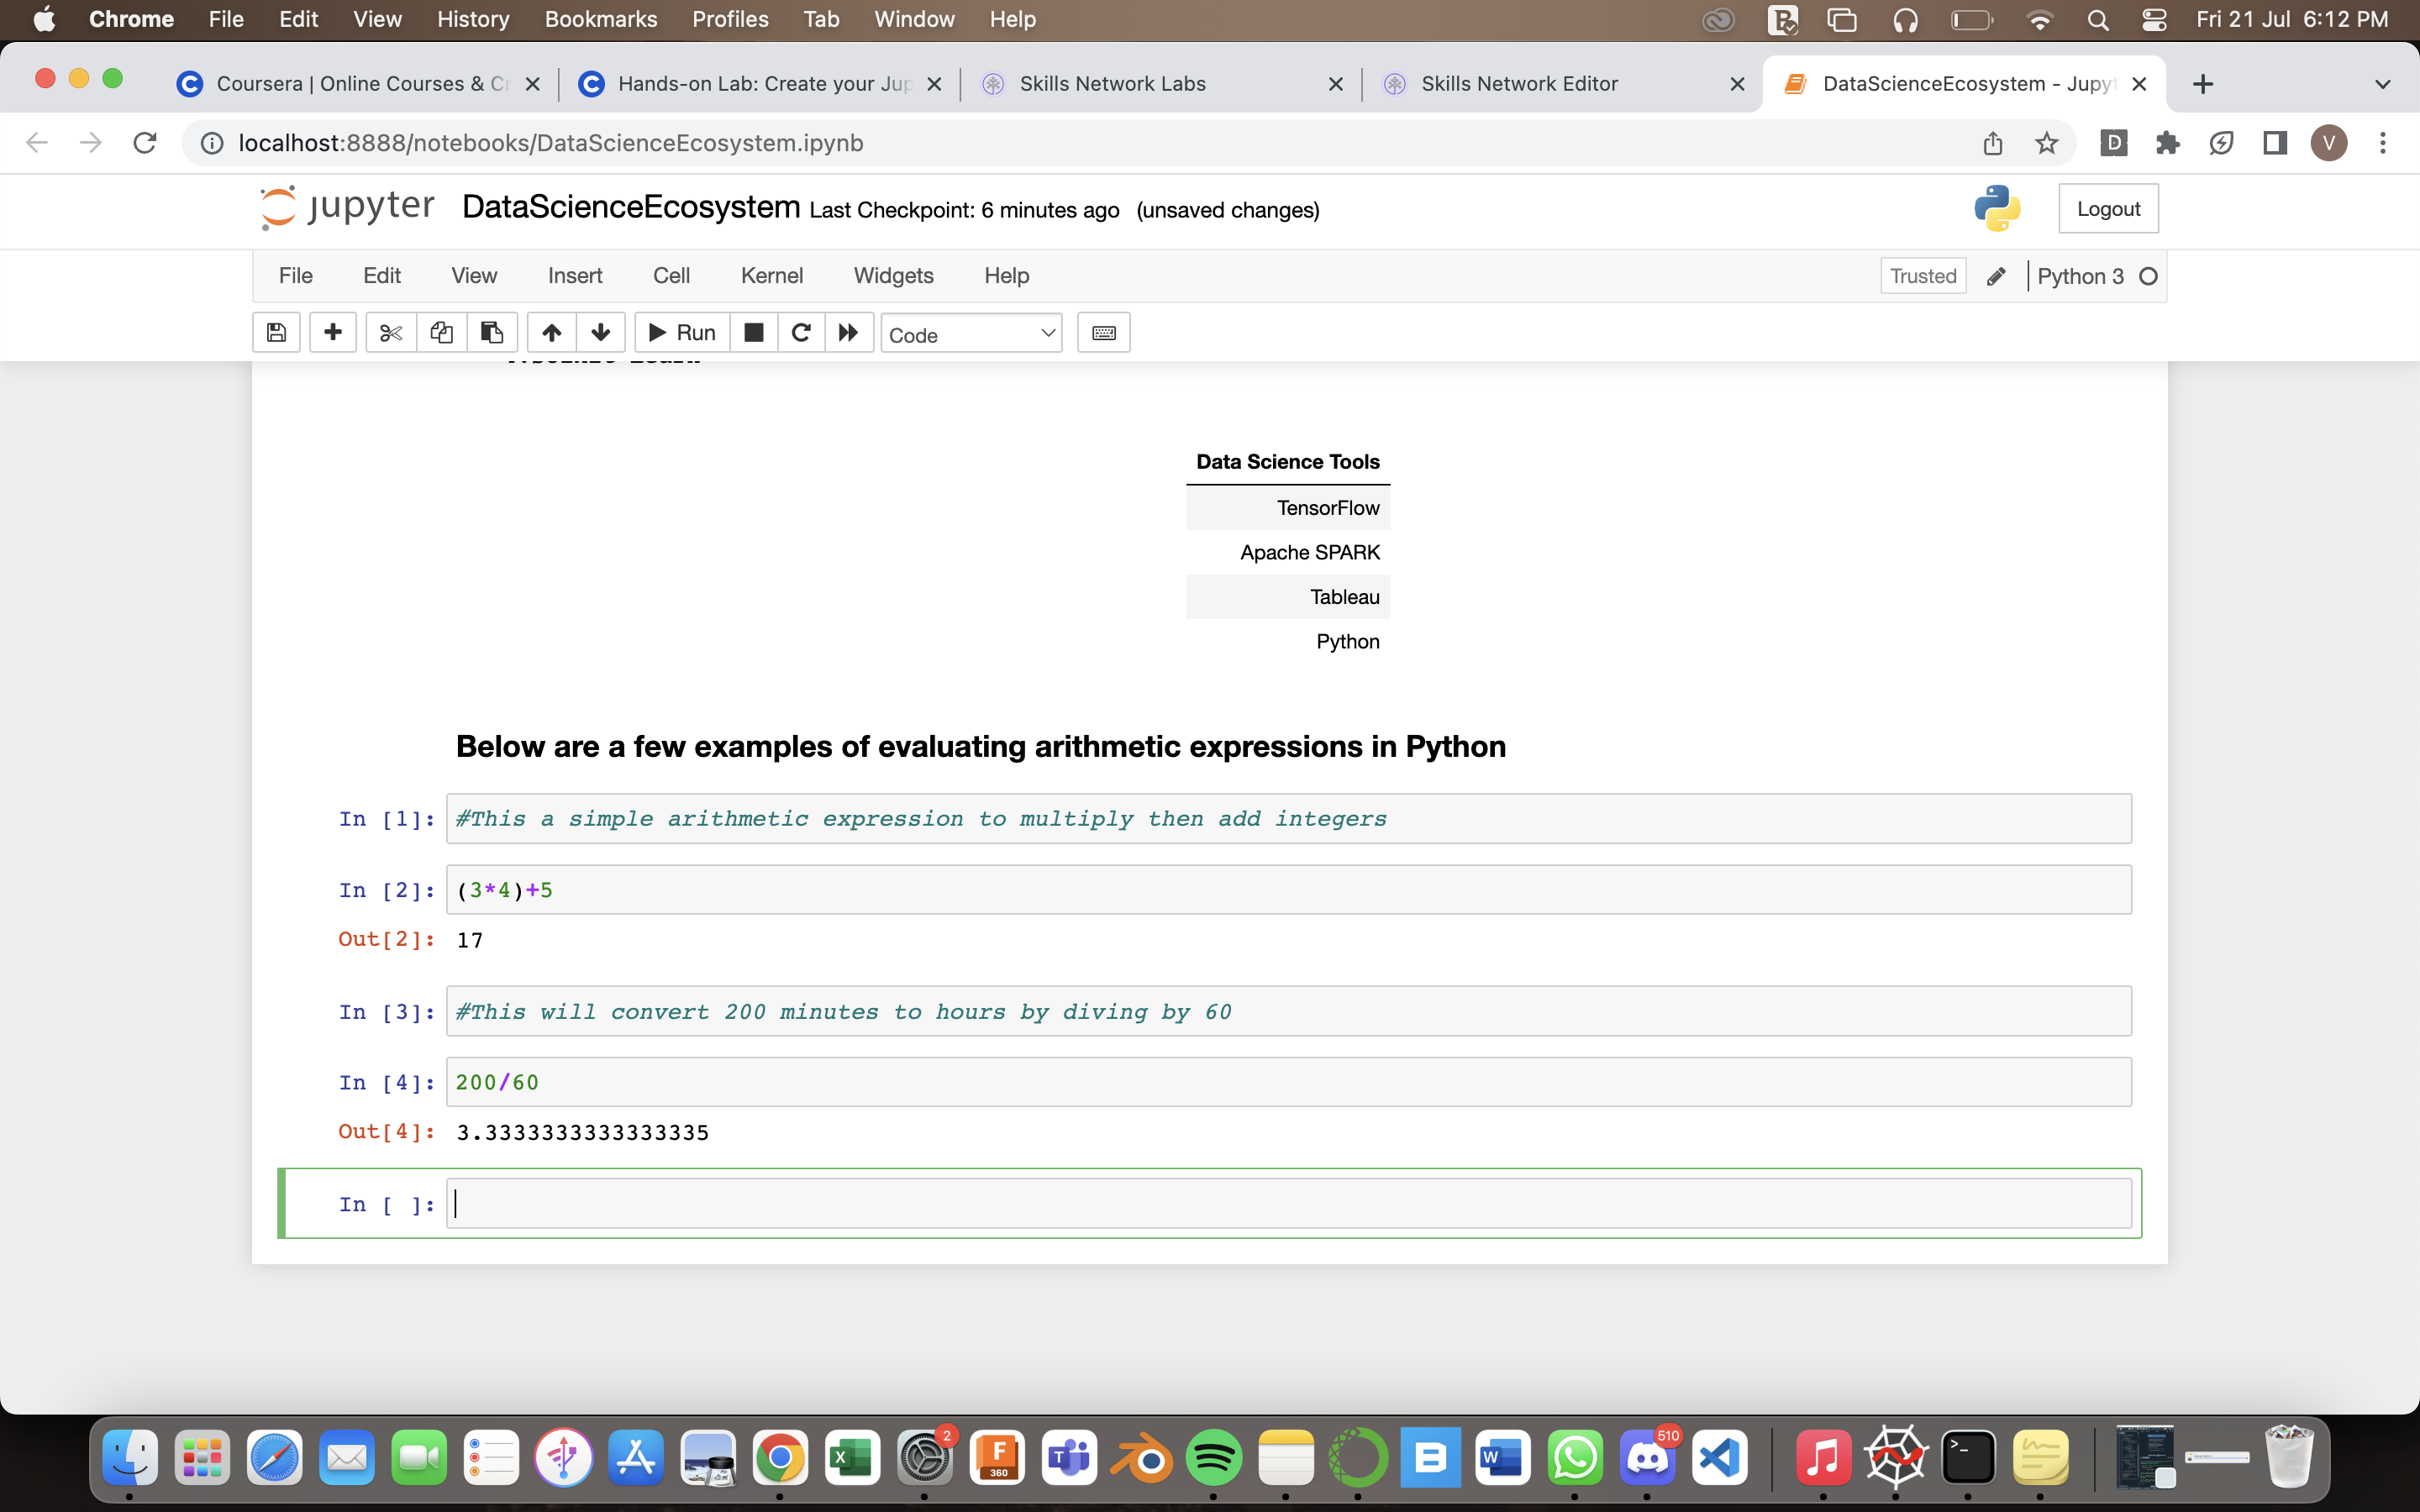 Chrome File Edit View History Bookmarks Profiles Tab Window Help Fri 21 Jul 6:12 PM
Coursera | Online Courses & Cr Hands-on Lab: Create your Jup Skills Network Labs Skills Network Editor DataScienceEcosystem - Jupyt
localhost:8888/notebooks/DataScienceEcosystem.ipynb D V
jupyter DataScienceEcosystem Last Checkpoint: 6 minutes ago (unsaved changes) Logout
File Edit View Insert Cell Kernel Widgets Help Trusted Python 3
Run Code
Data Science Tools
TensorFlow
Apache SPARK
Tableau
Python
Below are a few examples of evaluating arithmetic expressions in Python
In [1]: #This a simple arithmetic expression to multiply then add integers
In [2]: (3*4)+5
Out[2]: 17
In [3]: #This will convert 200 minutes to hours by diving by 60
In [4]: 200/60
Out[4]: 3.3333333333333335
In [ ]:
2 510
F 360